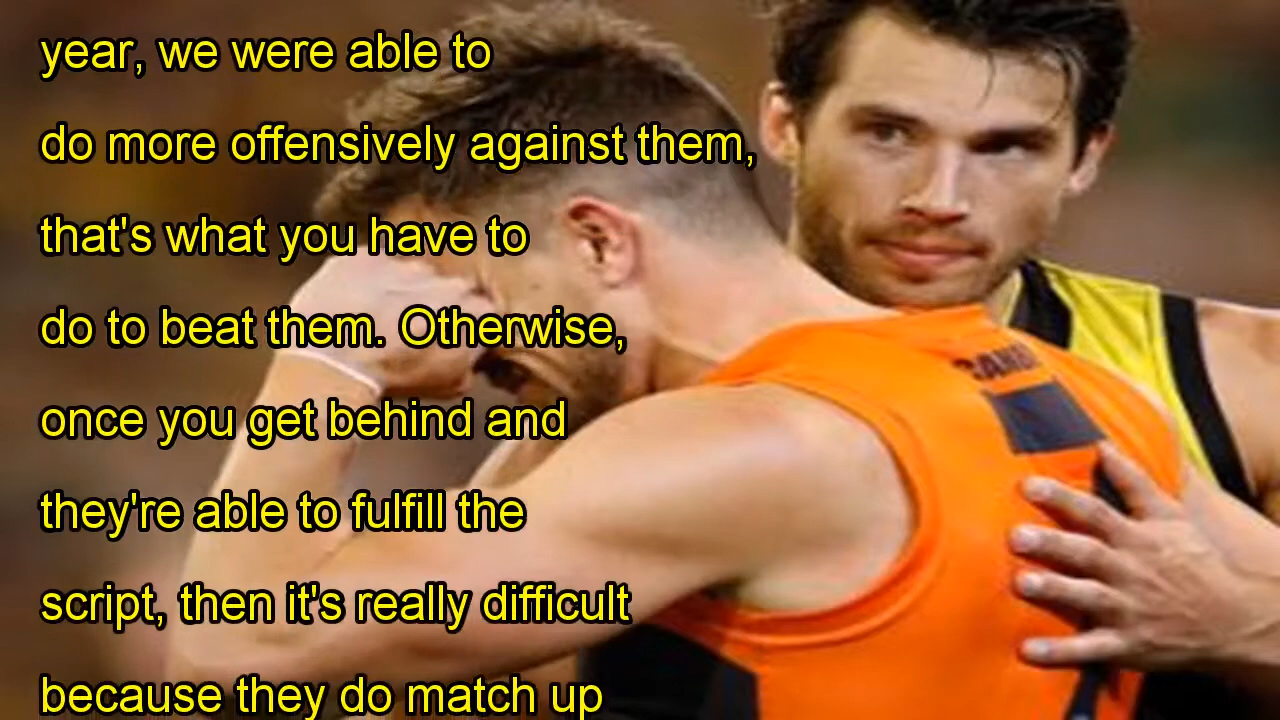 year, we were able to
do more offensively against them,
that's what you have to
do to beat them. Otherwise,
once you get behind and
they're able to fulfill the
script, then it's really difficult
because they do match up